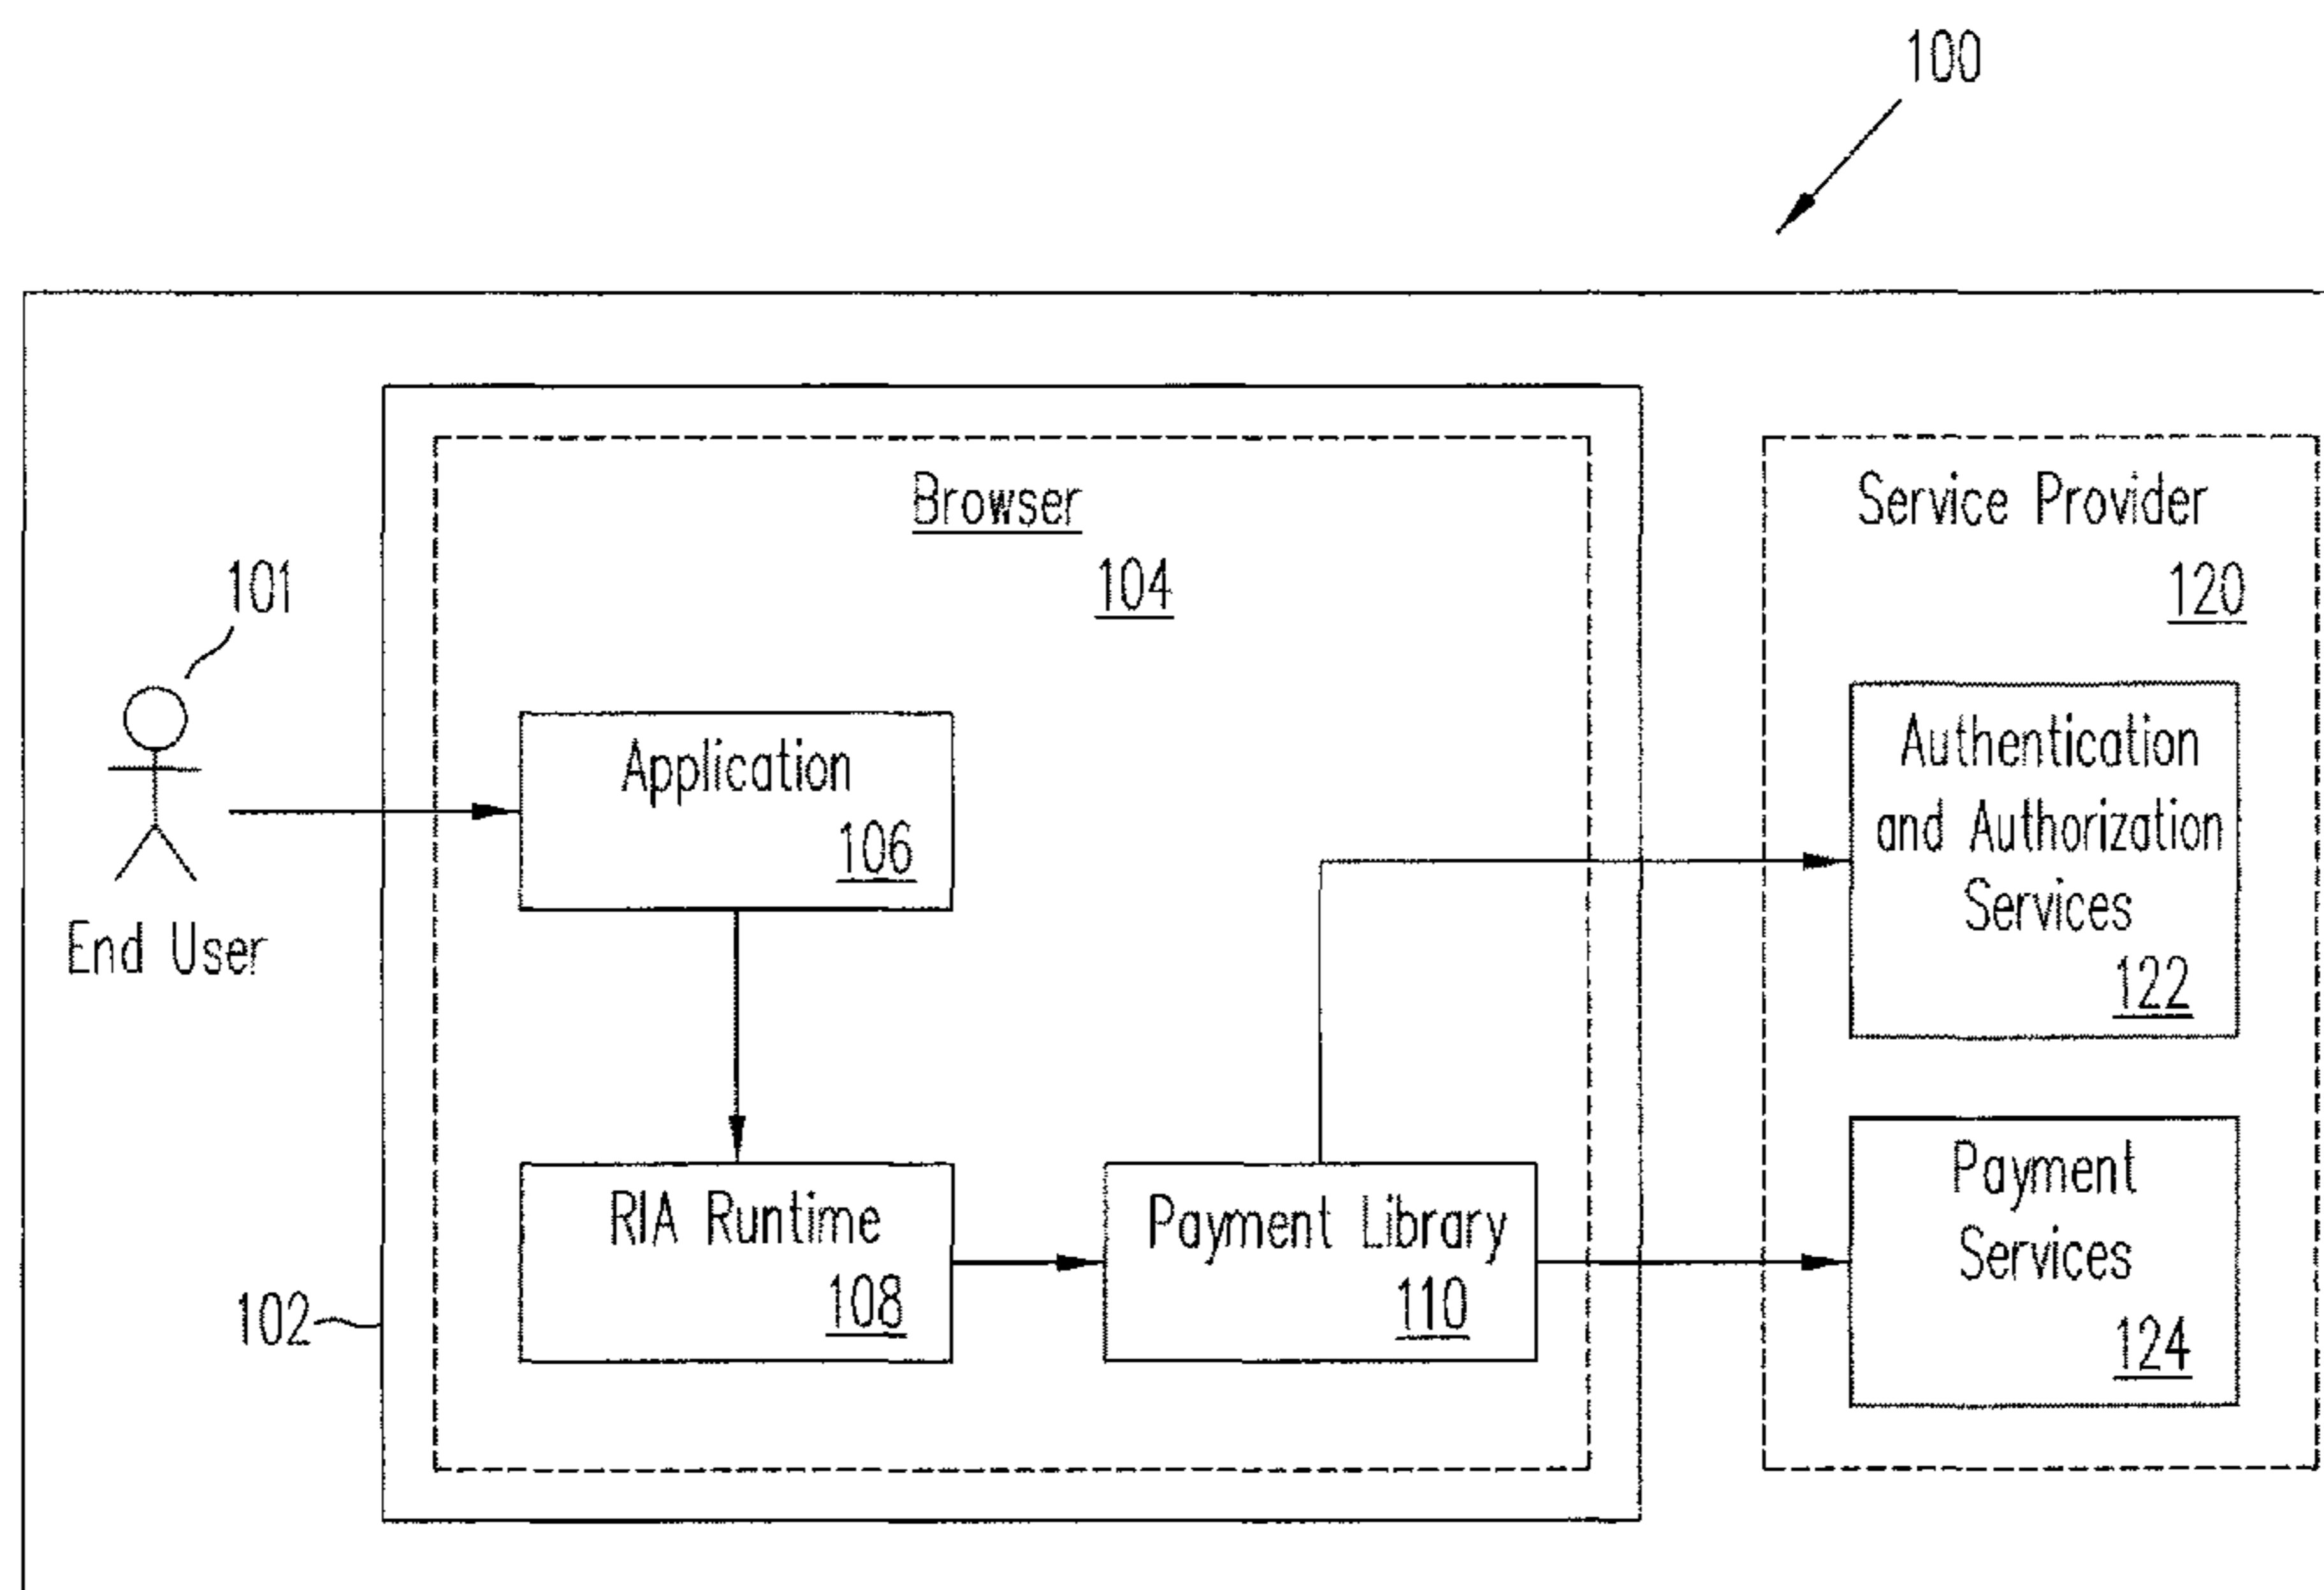 100
Browser
104
Service Provider
120
101
End User
Application
106
Authentication
and Authorization
Services
122
RIA Runtime
108
Payment Library
110
Payment
Services
124
102